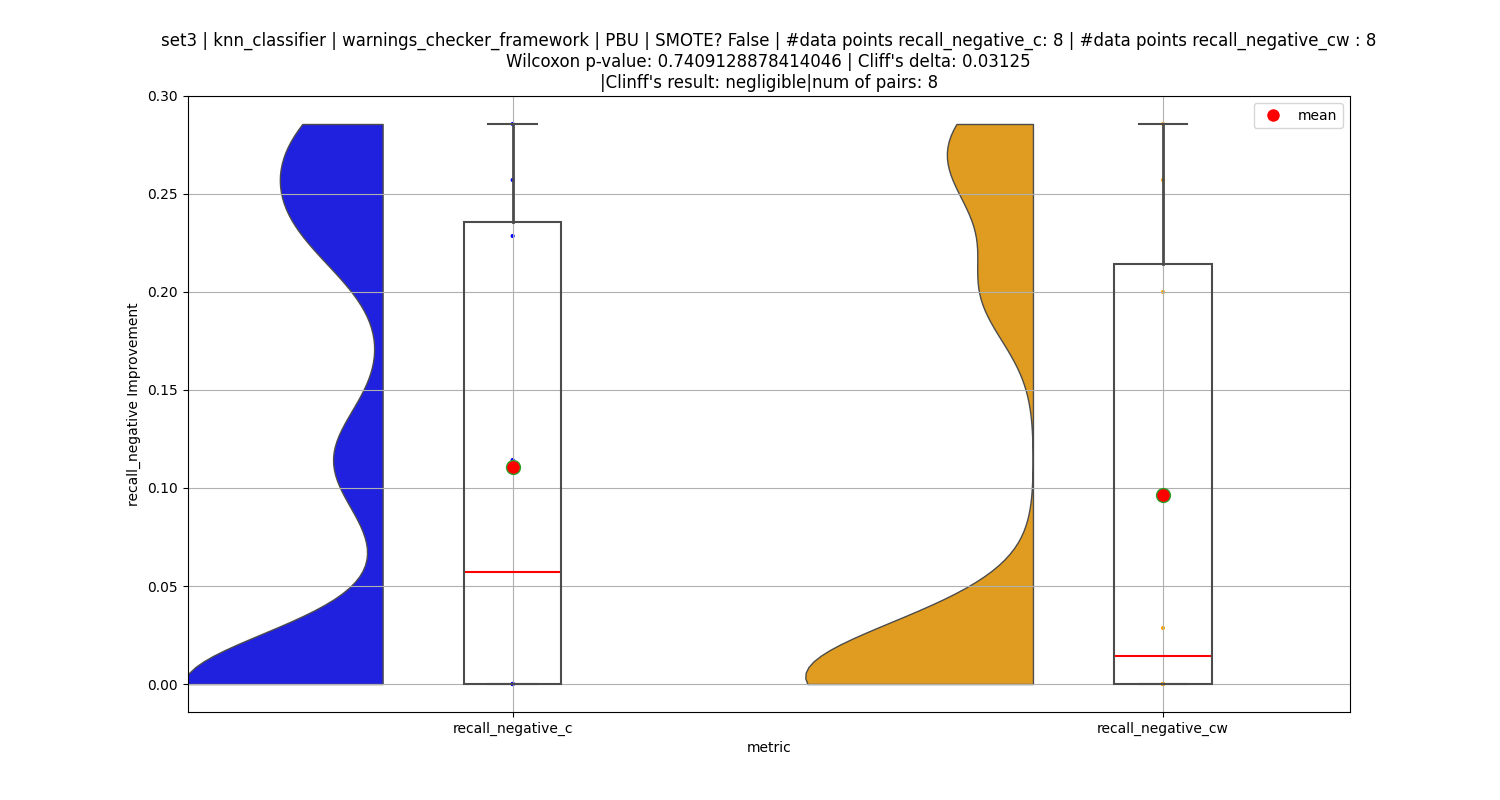 set3 | knn_classifier | warnings_checker_framework | PBU | SMOTE? False | #data points recall_negative_c: 8 | #data points recall_negative_cw : 8
Wilcoxon p-value: 0.7409128878414046 | Cliff's delta: 0.03125
|Clinff's result: negligible|num of pairs: 8
mean
0.30
0.25
0.20
0.15
0.10
0.05
0.00
recall_negative Improvement
recall_negative_c
recall_negative_cw
metric